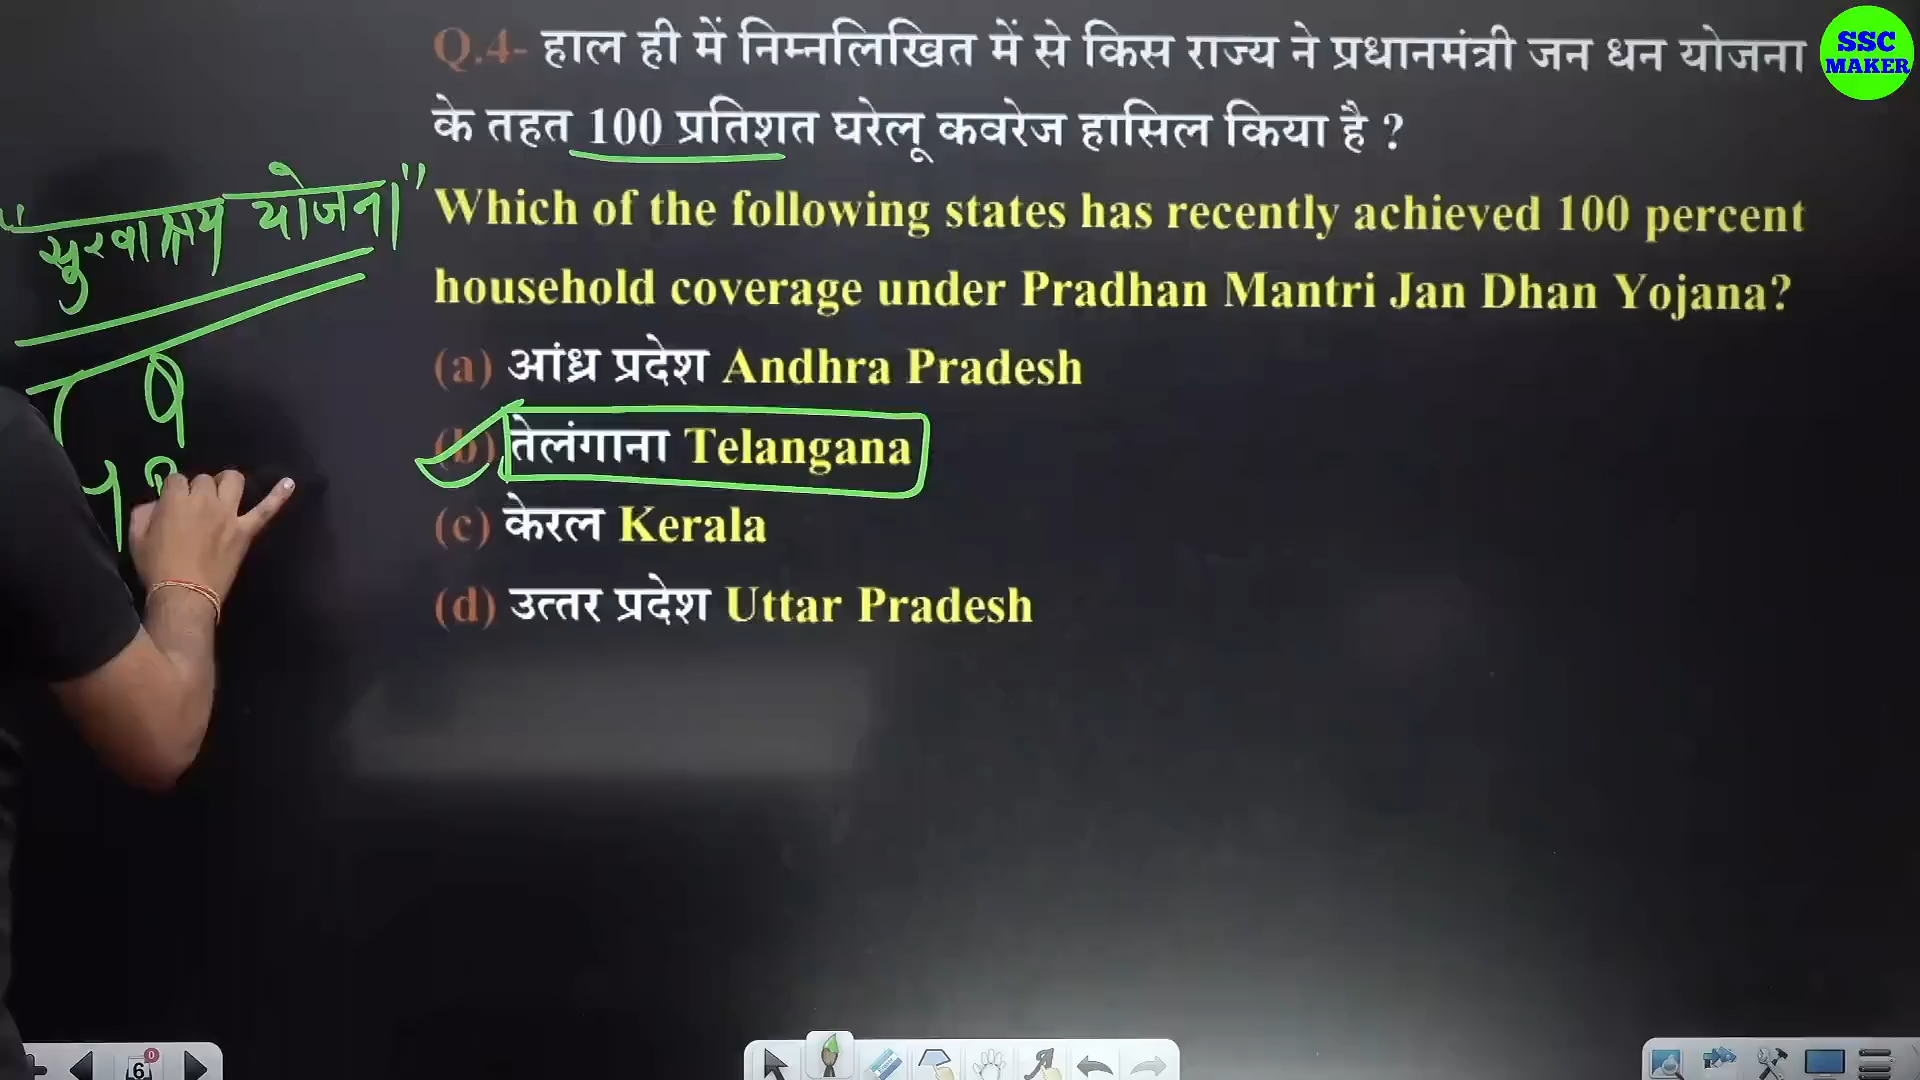 SSC
MAKER
Q.4- हाल ही में निम्नलिखित में से किस राज्य ने प्रधानमंत्री जन धन योजना
के तहत 100 प्रतिशत घरेलू कवरेज हासिल किया है ?
" योजना"
Which of the following states has recently achieved 100 percent
household coverage under Pradhan Mantri Jan Dhan Yojana?
(a) आंध्र प्रदेश Andhra Pradesh
(b) तेलंगाना Telangana
(c) केरल Kerala
(d) उत्तर प्रदेश Uttar Pradesh
6
0